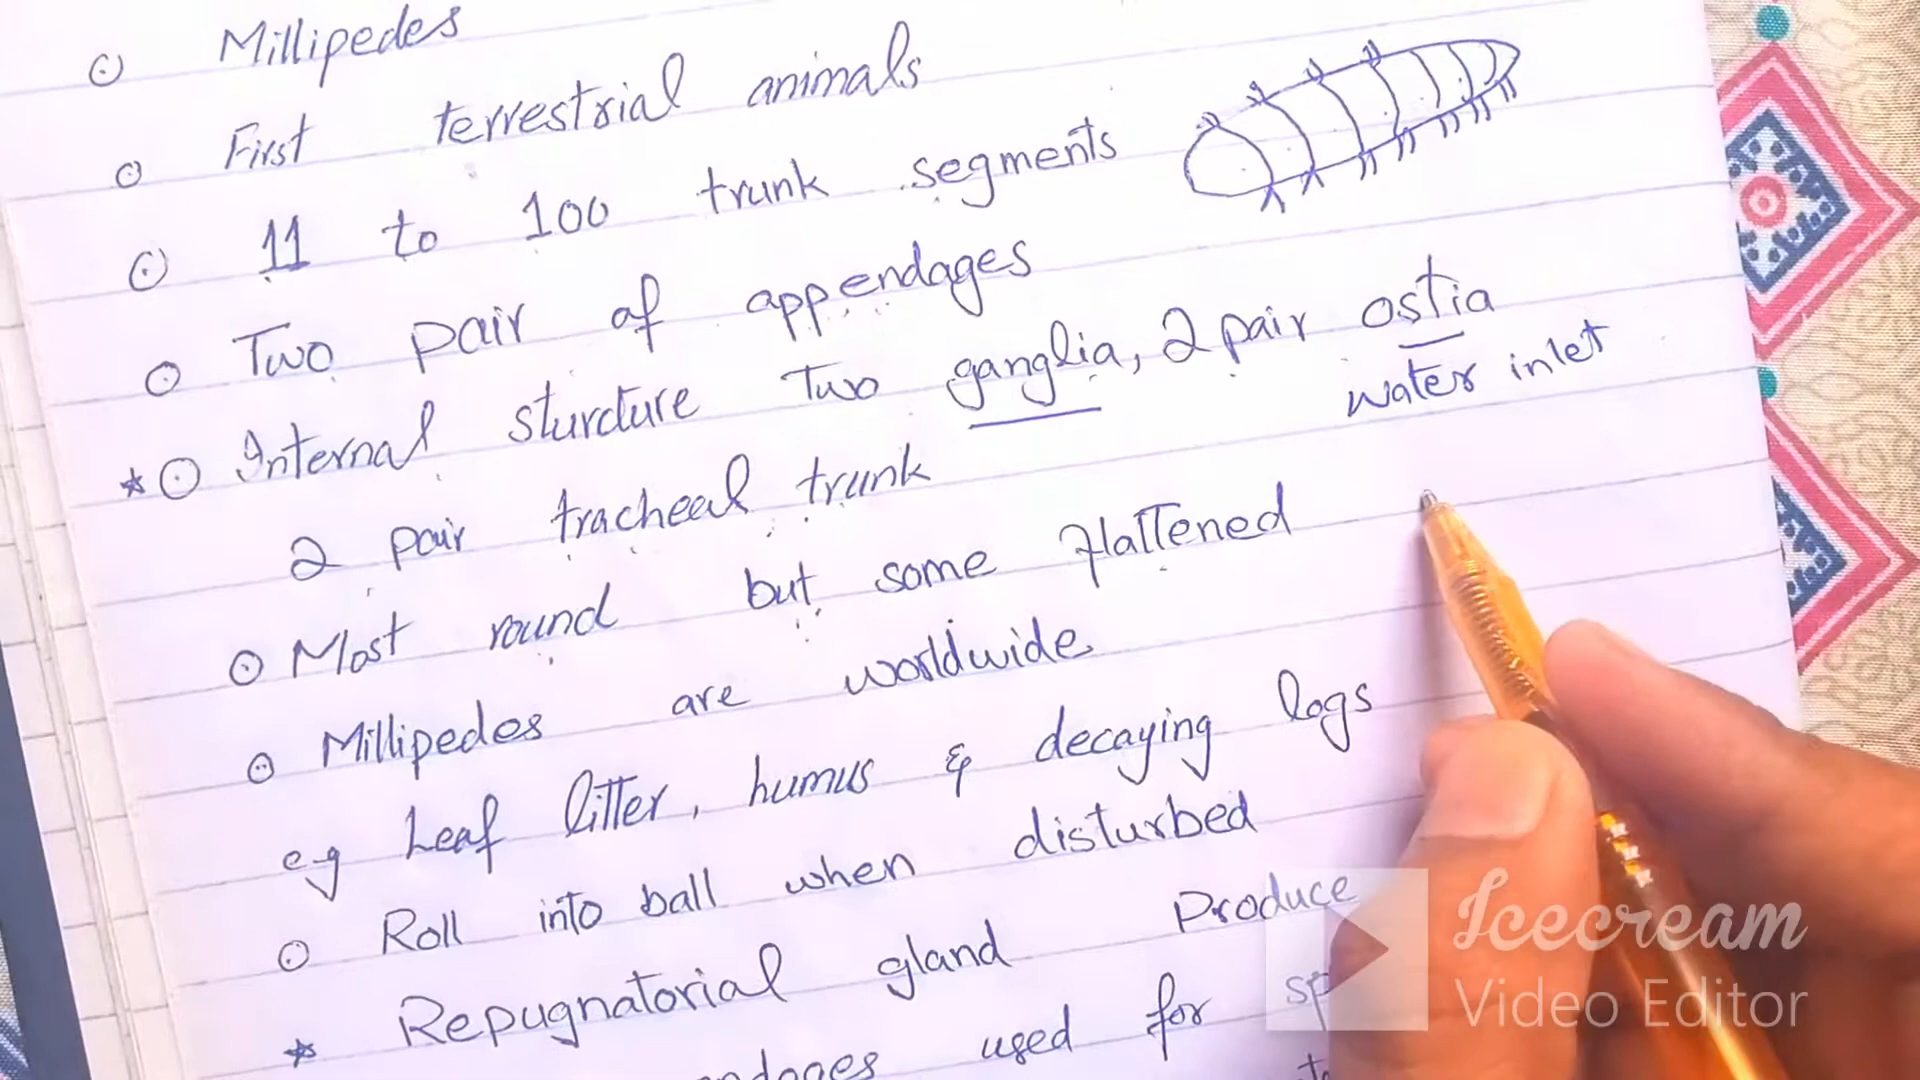 Millipedes
First terrestrial animals
11 to 100 trunk segments
Two pair of appendages
Internal sturcture Two ganglia, 2 pair ostia
water inlet
2 pair tracheal trunk
Most round but some flattened
Millipedes are worldwide
e.g Leaf litter, humus & decaying logs
Roll into ball when disturbed
Repugnatorial gland Produce
used for sp
Icecream
Video Editor